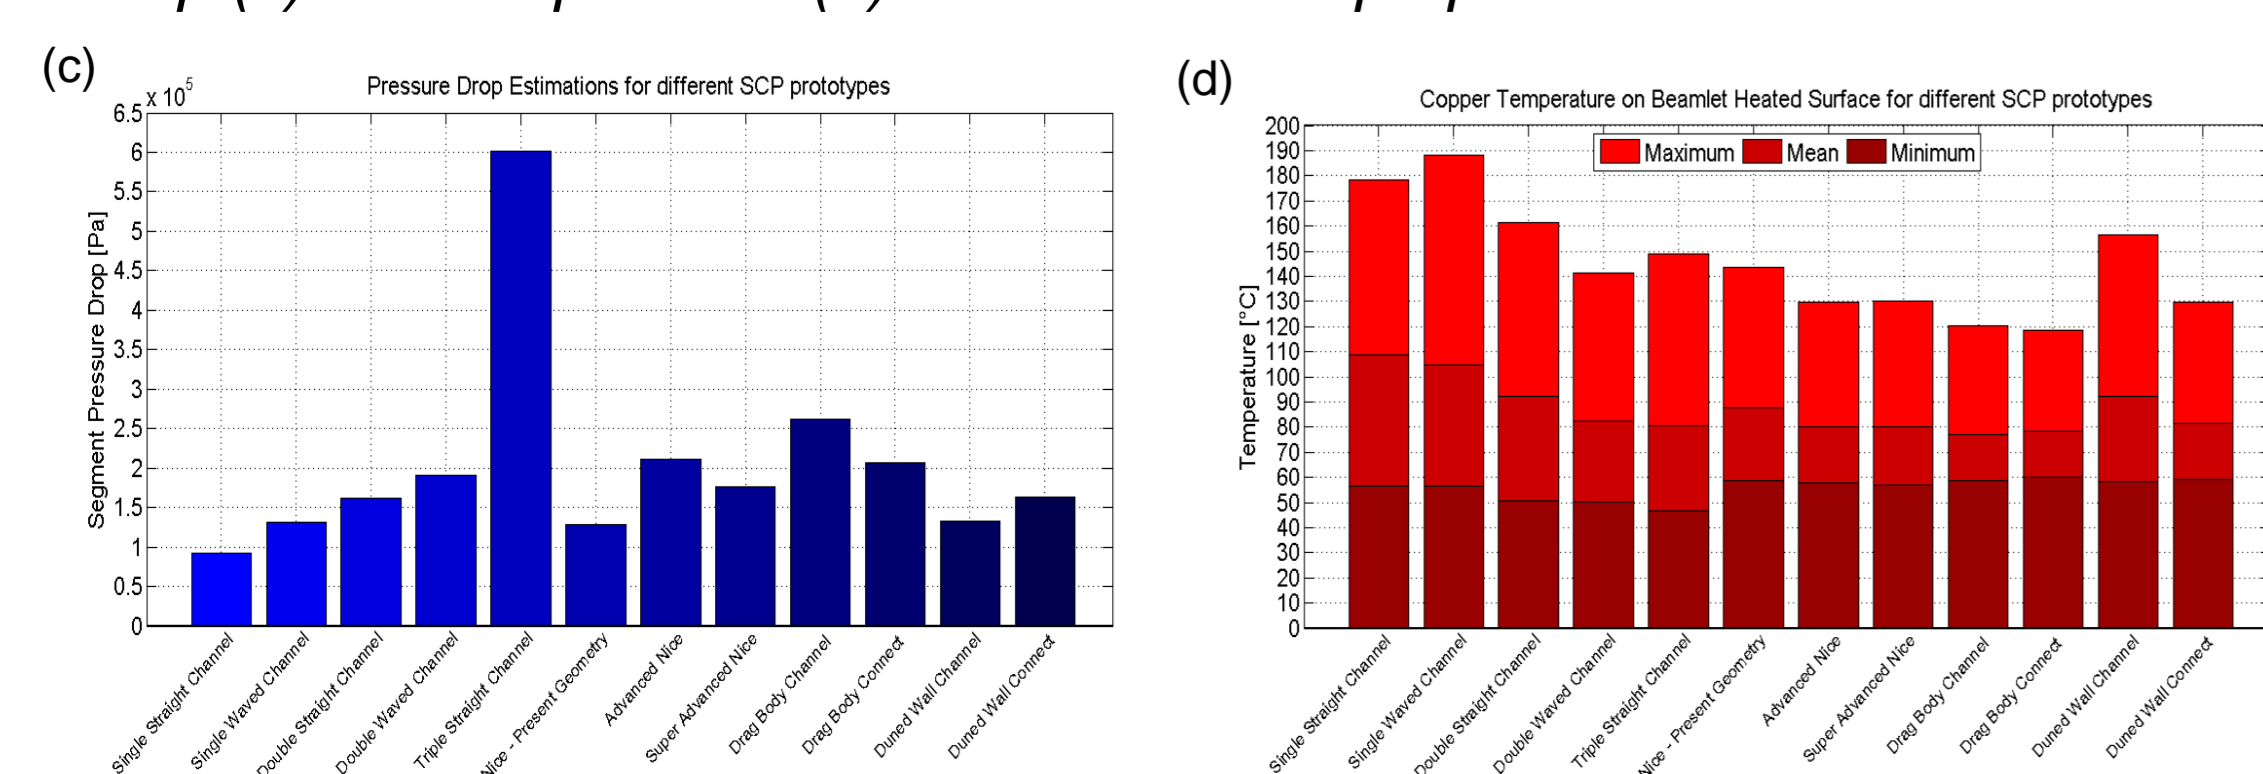 (c)
Pressure Drop Estimations for different SCP prototypes
x 10^5
6.5
6
5.5
5
4.5
4
3.5
3
2.5
2
1.5
1
0.5
0
Segment Pressure Drop [Pa]
Single Straight Channel
Single Waved Channel
Double Straight Channel
Double Waved Channel
Triple Straight Channel
Nice - Present Geometry
Advanced Nice
Super Advanced Nice
Drag Body Channel
Drag Body Connect
Duned Wall Channel
Duned Wall Connect
(d)
Copper Temperature on Beamlet Heated Surface for different SCP prototypes
Maximum Mean Minimum
200
190
180
170
160
150
140
130
120
110
100
90
80
70
60
50
40
30
20
10
0
Temperature [°C]
Single Straight Channel
Single Waved Channel
Double Straight Channel
Double Waved Channel
Triple Straight Channel
Nice - Present Geometry
Advanced Nice
Super Advanced Nice
Drag Body Channel
Drag Body Connect
Duned Wall Channel
Duned Wall Connect